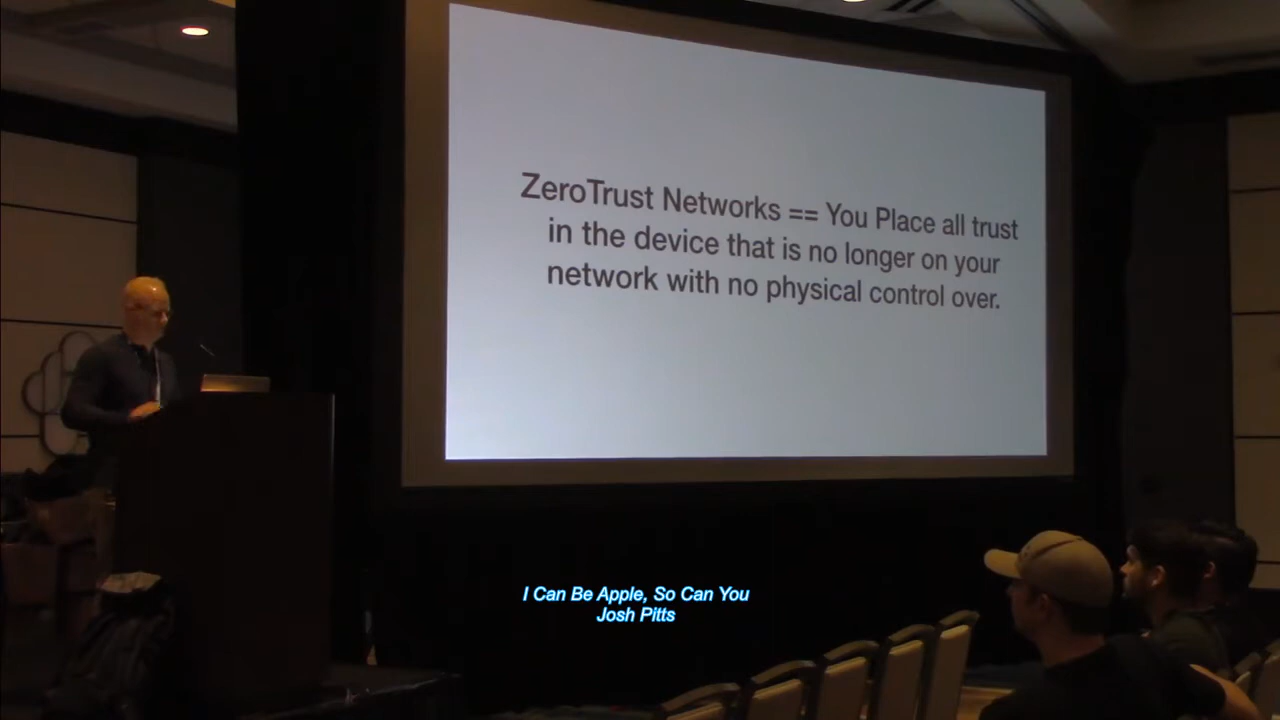 ZeroTrust Networks == You Place all trust
in the device that is no longer on your
network with no physical control over.
I Can Be Apple, So Can You
Josh Pitts